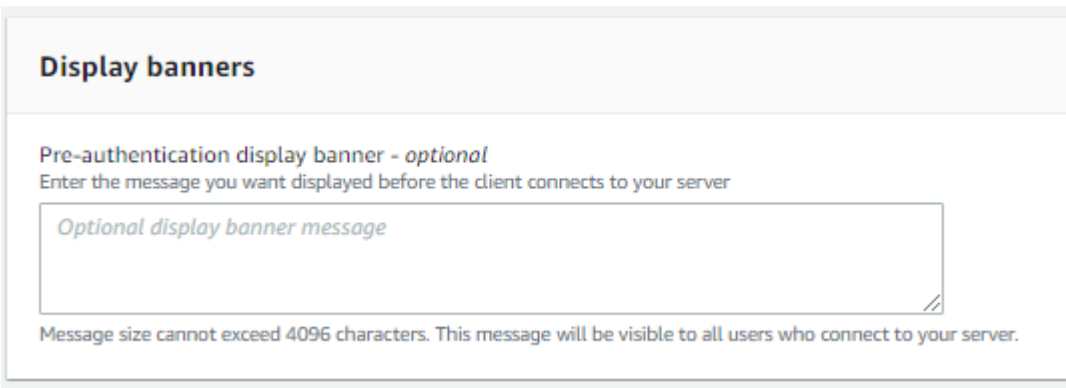 Display banners
Pre-authentication display banner - optional
Enter the message you want displayed before the client connects to your server
Optional display banner message
Message size cannot exceed 4096 characters. This message will be visible to all users who connect to your server.